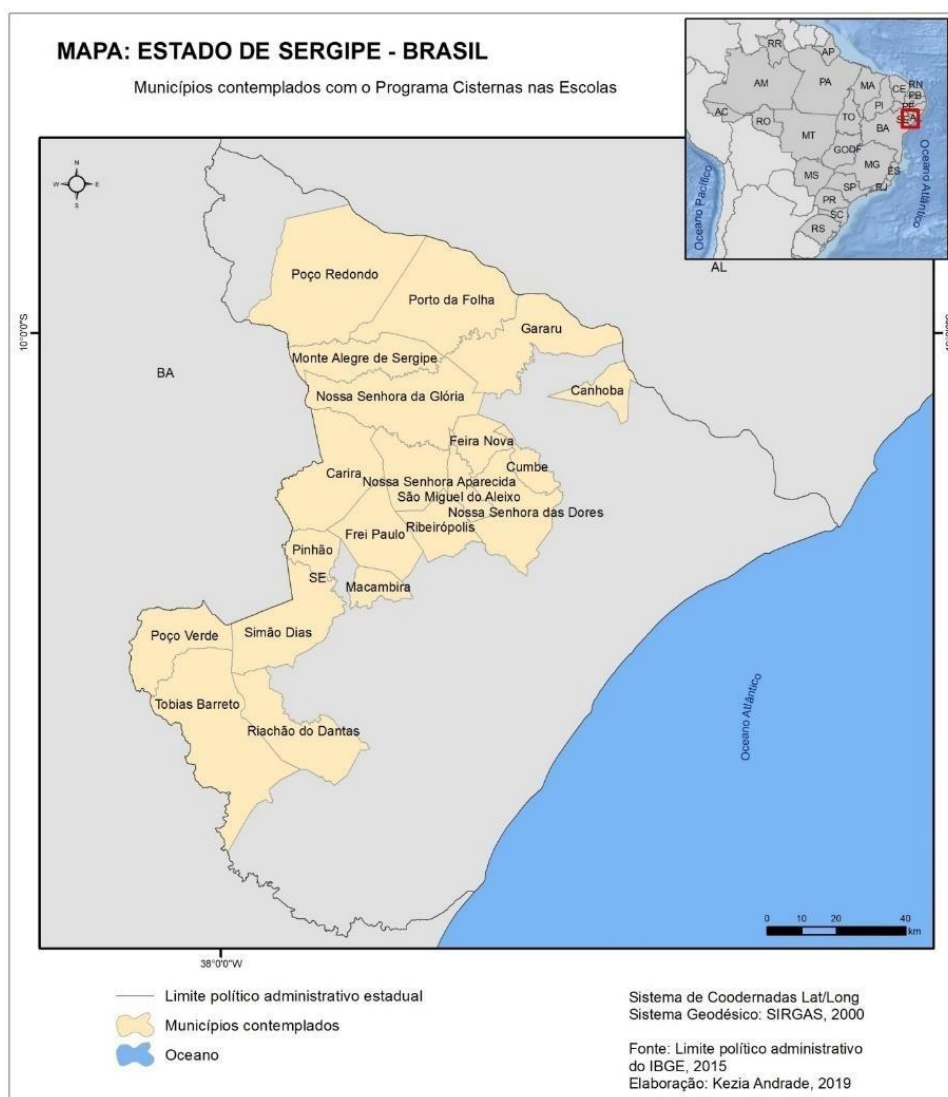 MAPA: ESTADO DE SERGIPE - BRASIL
Municípios contemplados com o Programa Cisternas nas Escolas
RR
AP
AM
PA
MA
CE
RN
PB
PI
PE
AC
RO
TO
SE
AL
BA
MT
GO
DF
MG
ES
MS
SP
RJ
PR
SC
RS
Oceano Pacífico
Oceano Atlântico
N
W
E
S
AL
10°0'0"S
BA
Poço Redondo
Porto da Folha
Gararu
Monte Alegre de Sergipe
Canhoba
Nossa Senhora da Glória
Feira Nova
Cumbe
Carira
Nossa Senhora Aparecida
São Miguel do Aleixo
Nossa Senhora das Dores
Ribeirópolis
Frei Paulo
Pinhão
SE
Macambira
Poço Verde
Simão Dias
Tobias Barreto
Riachão do Dantas
Oceano Atlântico
0 10 20 40
km
38°0'0"W
Limite político administrativo estadual
Municípios contemplados
Oceano
Sistema de Coodernadas Lat/Long
Sistema Geodésico: SIRGAS, 2000
Fonte: Limite político administrativo
do IBGE, 2015
Elaboração: Kezia Andrade, 2019